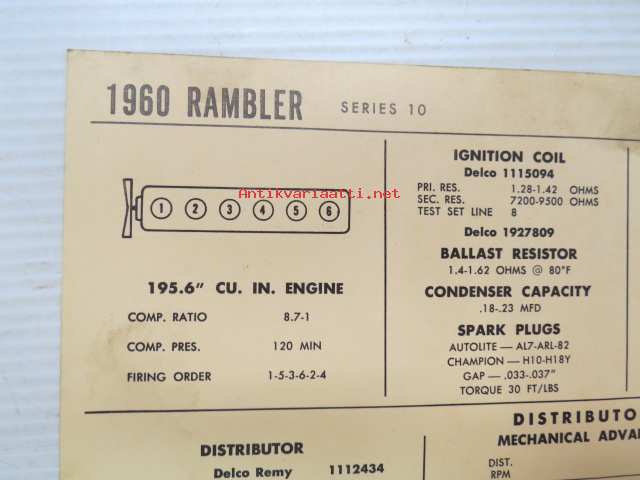 1960 RAMBLER SERIES 10
Antikvariaatti.net
1 2 3 4 5 6
195.6" CU. IN. ENGINE
COMP. RATIO 8.7-1
COMP. PRES. 120 MIN
FIRING ORDER 1-5-3-6-2-4
IGNITION COIL
Delco 1115094
PRI. RES. 1.28-1.42 OHMS
SEC. RES. 7200-9500 OHMS
TEST SET LINE 8
Delco 1927809
BALLAST RESISTOR
1.4-1.62 OHMS @ 80°F
CONDENSER CAPACITY
.18-.23 MFD
SPARK PLUGS
AUTOLITE — AL7-ARL-82
CHAMPION — H10-H18Y
GAP — .033-.037"
TORQUE 30 FT/LBS
DISTRIBUTOR
Delco Remy 1112434
DISTRIBUTO
MECHANICAL ADVA
DIST.
RPM